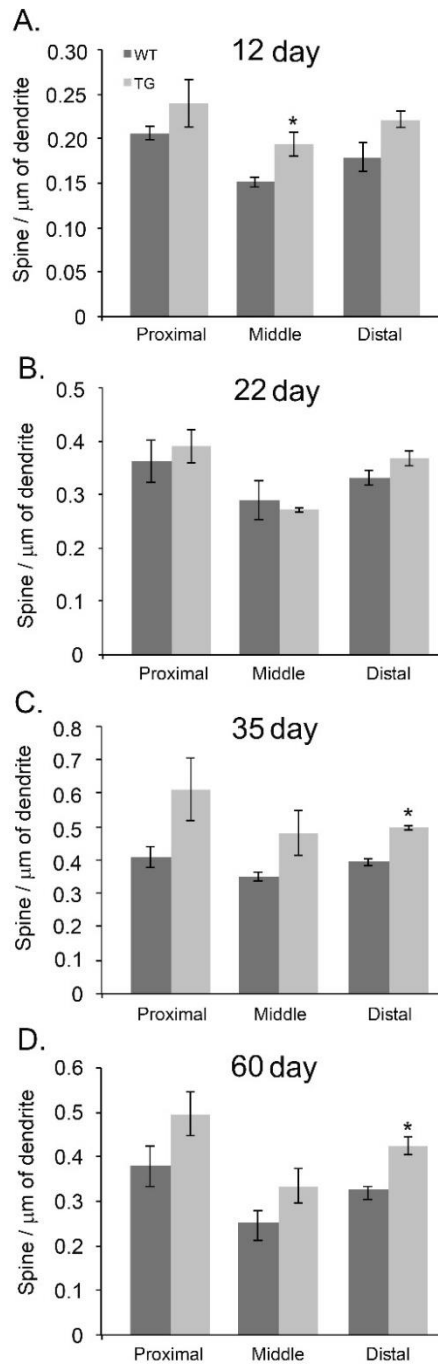 A.
12 day
Spine / μm of dendrite
0.30
0.25
0.20
0.15
0.10
0.05
0
WT
TG
*
Proximal Middle Distal
B.
22 day
Spine / μm of dendrite
0.5
0.4
0.3
0.2
0.1
0
Proximal Middle Distal
C.
35 day
Spine / μm of dendrite
0.8
0.7
0.6
0.5
0.4
0.3
0.2
0.1
0
*
Proximal Middle Distal
D.
60 day
Spine / μm of dendrite
0.6
0.5
0.4
0.3
0.2
0.1
0
*
Proximal Middle Distal